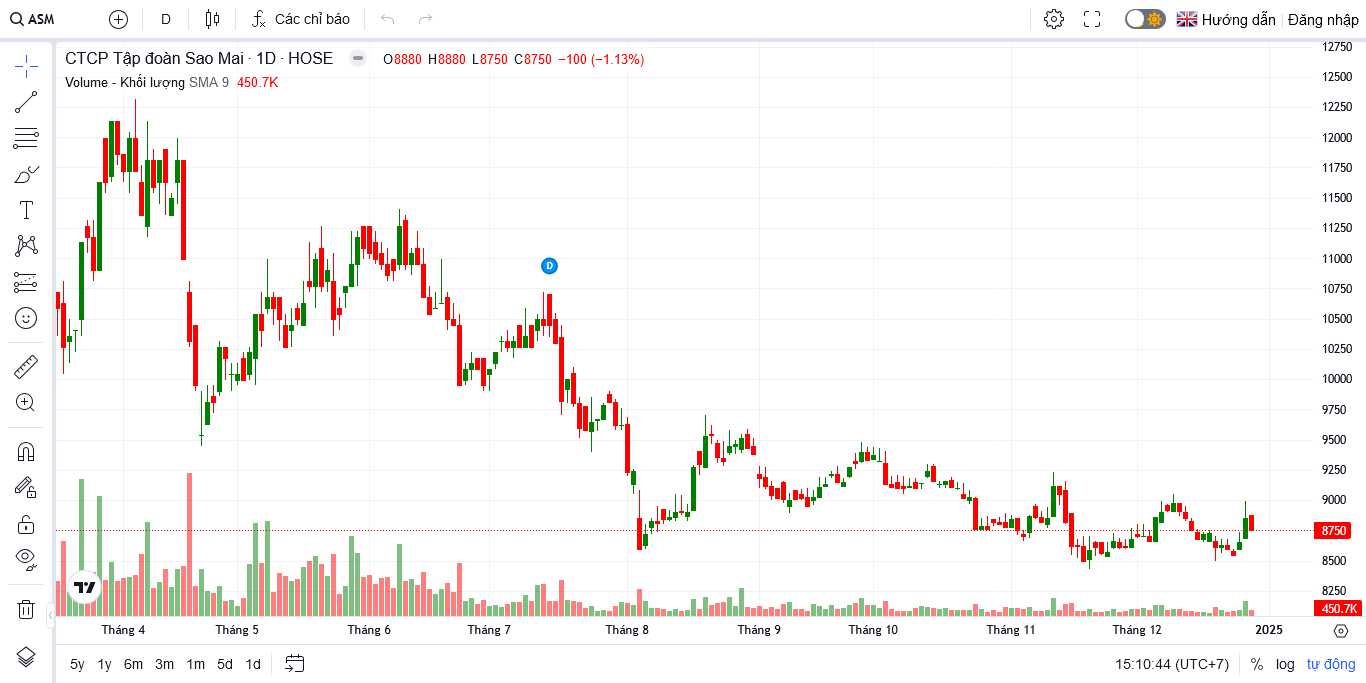 ASM D Các chỉ báo Hướng dẫn Đăng nhập
CTCP Tập đoàn Sao Mai · 1D · HOSE O8880 H8880 L8750 C8750 −100 (−1.13%)
Volume - Khối lượng SMA 9 450.7K
12750
12500
12250
12000
11750
11500
11250
11000
10750
10500
10250
10000
9750
9500
9250
9000
8750
8500
8250
450.7K
D
Tháng 4 Tháng 5 Tháng 6 Tháng 7 Tháng 8 Tháng 9 Tháng 10 Tháng 11 Tháng 12 2025
5y 1y 6m 3m 1m 5d 1d 15:10:44 (UTC+7) % log tự động